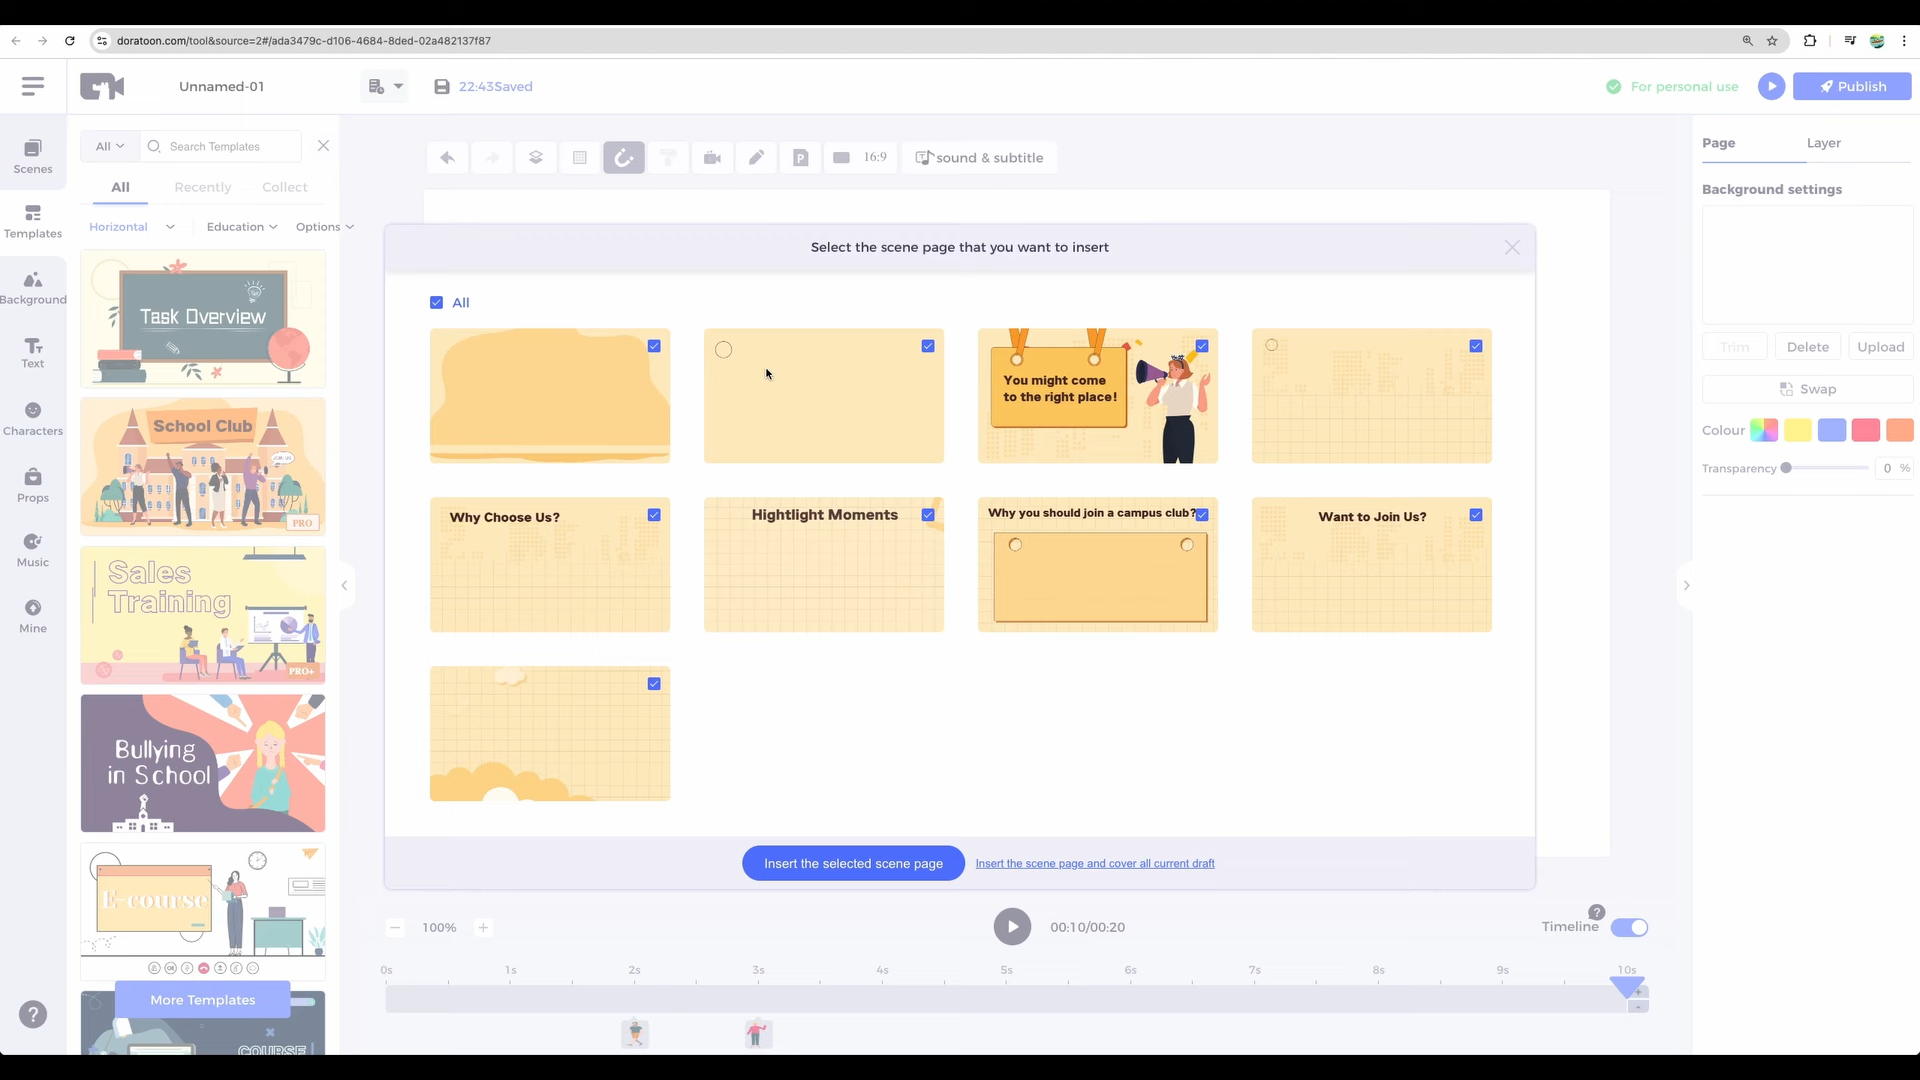 doratoon.com/tool&source=2#/ada3479c-d106-4684-8ded-02a482137f87
Unnamed-01
22:43Saved
For personal use
Publish
Scenes
Templates
Background
Text
Characters
Props
Music
Mine
All
Search Templates
All
Recently
Collect
Horizontal
Education
Options
Task Overview
School Club
JOIN US
PRO
Sales
Training
PRO+
Bullying
in School
E-course
More Templates
COURSE
16:9
sound & subtitle
Select the scene page that you want to insert
All
You might come
to the right place!
Why Choose Us?
Hightlight Moments
Why you should join a campus club?
Want to Join Us?
Insert the selected scene page
Insert the scene page and cover all current draft
100%
00:10/00:20
Timeline
0s
1s
2s
3s
4s
5s
6s
7s
8s
9s
10s
Page
Layer
Background settings
Trim
Delete
Upload
Swap
Colour
Transparency
0 %